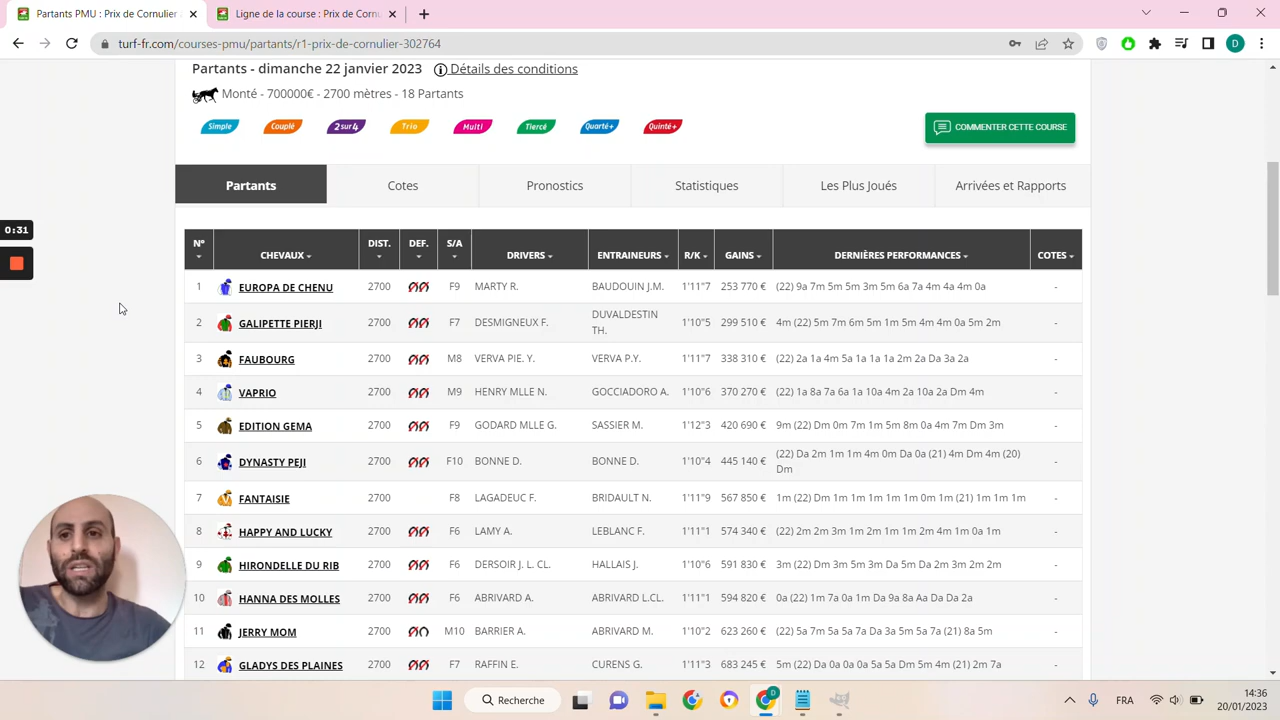 Partants PMU : Prix de Cornulier
Ligne de la course : Prix de Cornu
turf-fr.com/courses-pmu/partants/r1-prix-de-cornulier-302764
D
Partants - dimanche 22 janvier 2023 Détails des conditions
Monté - 700000€ - 2700 mètres - 18 Partants
Simple Couplé 2sur4 Trio Multi Tiercé Quarté+ Quinté+
COMMENTER CETTE COURSE
Partants Cotes Pronostics Statistiques Les Plus Joués Arrivées et Rapports
0:31
N° CHEVAUX DIST. DEF. S/A DRIVERS ENTRAINEURS R/K GAINS DERNIÈRES PERFORMANCES COTES
1 EUROPA DE CHENU 2700 F9 MARTY R. BAUDOUIN J.M. 1'11"7 253 770 € (22) 9a 7m 5m 5m 3m 5m 6a 7a 4m 4a 4m 0a -
2 GALIPETTE PIERJI 2700 F7 DESMIGNEUX F. DUVALDESTIN TH. 1'10"5 299 510 € 4m (22) 5m 7m 6m 5m 1m 5m 4m 4m 0a 5m 2m -
3 FAUBOURG 2700 M8 VERVA PIE. Y. VERVA P.Y. 1'11"7 338 310 € (22) 2a 1a 4m 5a 1a 1a 1a 2m 2a Da 3a 2a -
4 VAPRIO 2700 M9 HENRY MLLE N. GOCCIADORO A. 1'10"6 370 270 € (22) 1a 8a 7a 6a 1a 10a 4m 2a 10a 2a Dm 4m -
5 EDITION GEMA 2700 F9 GODARD MLLE G. SASSIER M. 1'12"3 420 690 € 9m (22) Dm 0m 7m 1m 5m 8m 0a 4m 7m Dm 3m -
6 DYNASTY PEJI 2700 F10 BONNE D. BONNE D. 1'10"4 445 140 € (22) Da 2m 1m 1m 4m 0m Da 0a (21) 4m Dm 4m (20) Dm -
7 FANTAISIE 2700 F8 LAGADEUC F. BRIDAULT N. 1'11"9 567 850 € 1m (22) Dm 1m 1m 1m 1m 1m 1m 1m (21) 1m 1m 1m -
8 HAPPY AND LUCKY 2700 F6 LAMY A. LEBLANC F. 1'11"1 574 340 € (22) 2m 2m 3m 1m 2m 1m 1m 2m 4m 1m 0a 1m -
9 HIRONDELLE DU RIB 2700 F6 DERSOIR J. L. CL. HALLAIS J. 1'10"6 591 830 € 3m (22) Dm 3m 5m 3m Da 5m Da 2m 3m 2m 2m -
10 HANNA DES MOLLES 2700 F6 ABRIVARD A. ABRIVARD L.CL. 1'11"1 594 820 € 0a (22) 1m 7a 0a 1m Da 9a 8a Aa Da Da 2a -
11 JERRY MOM 2700 M10 BARRIER A. ABRIVARD M. 1'10"2 623 260 € (22) 5a 7m 5a 5a 7a Da 3a 5m 5a 7a (21) 8a 5m -
12 GLADYS DES PLAINES 2700 F7 RAFFIN E. CURENS G. 1'11"3 683 245 € 5m (22) Da 0a 0a 0a 5a 5a Dm 5m 4m (21) 2m 7a -
Recherche
FRA
14:36
20/01/2023